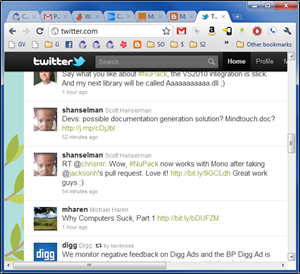 twitter.com
GV
SO
S2
Other bookmarks
twitter
Search
Home
Profile
Say what you like about #NuPack, the VS2010 integration is slick.
And my next library will be called Aaaaaaaaaaa dll ;)
1 hour ago
shanselman Scott Hanselman
Devs: possible documentation generation solution? Mindtouch.doc?
http://j.mp/cDjJbI
52 minutes ago
shanselman Scott Hanselman
RT @chrisntr: Wow, #NuPack now works with Mono after taking
@jacksonh's pull request. Love it! http://bit.ly/9GCLdh Great work
guys :)
54 minutes ago
mharen Michael Haren
Why Computers Suck, Part 1 http://bit.ly/bDUFZM
1 hour ago
digg Digg by kevinrose
We monitor negative feedback on Digg Ads and the BP Digg Ad is